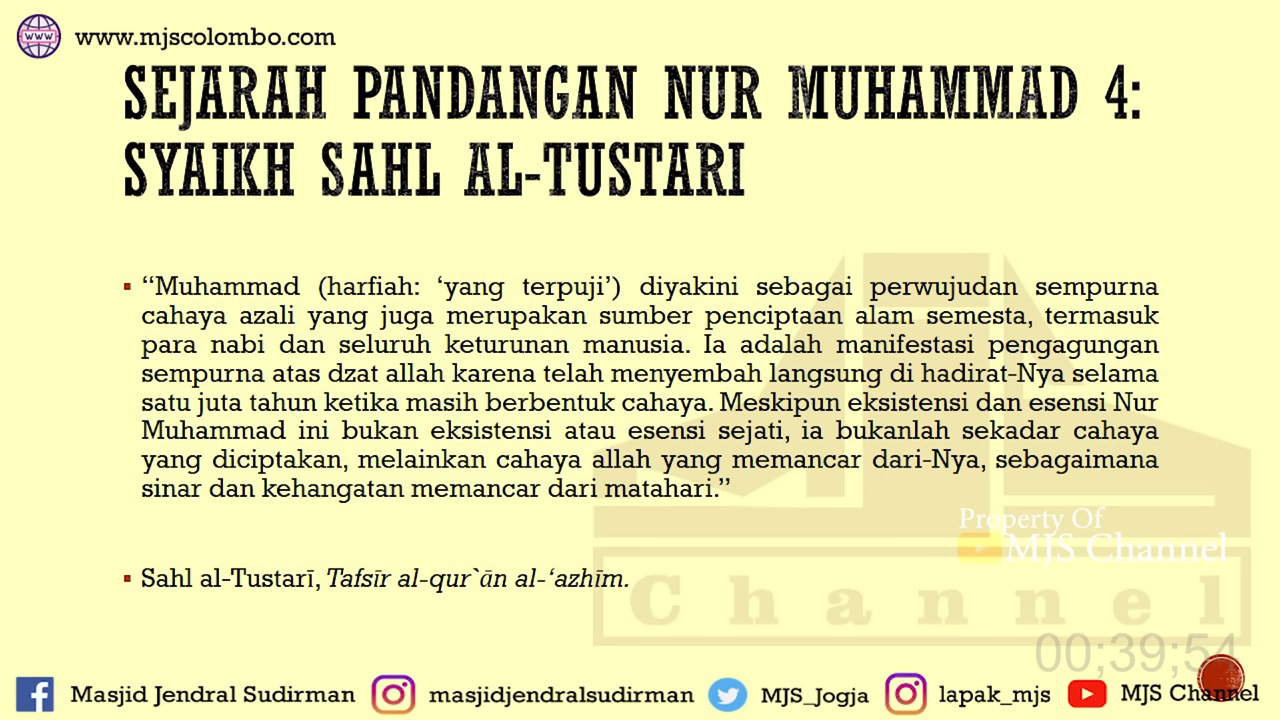 www.mjscolombo.com
SEJARAH PANDANGAN NUR MUHAMMAD 4:
SYAIKH SAHL AL-TUSTARI
▪ “Muhammad (harfiah: ‘yang terpuji’) diyakini sebagai perwujudan sempurna
cahaya azali yang juga merupakan sumber penciptaan alam semesta, termasuk
para nabi dan seluruh keturunan manusia. Ia adalah manifestasi pengagungan
sempurna atas dzat allah karena telah menyembah langsung di hadirat-Nya selama
satu juta tahun ketika masih berbentuk cahaya. Meskipun eksistensi dan esensi Nur
Muhammad ini bukan eksistensi atau esensi sejati, ia bukanlah sekadar cahaya
yang diciptakan, melainkan cahaya allah yang memancar dari-Nya, sebagaimana
sinar dan kehangatan memancar dari matahari.”
Property Of
MJS Channel
▪ Sahl al-Tustarī, Tafsīr al-qur`ān al-‘azhīm.
Channel
00;39;54
Masjid Jendral Sudirman masjidjendralsudirman MJS_Jogja lapak_mjs MJS Channel